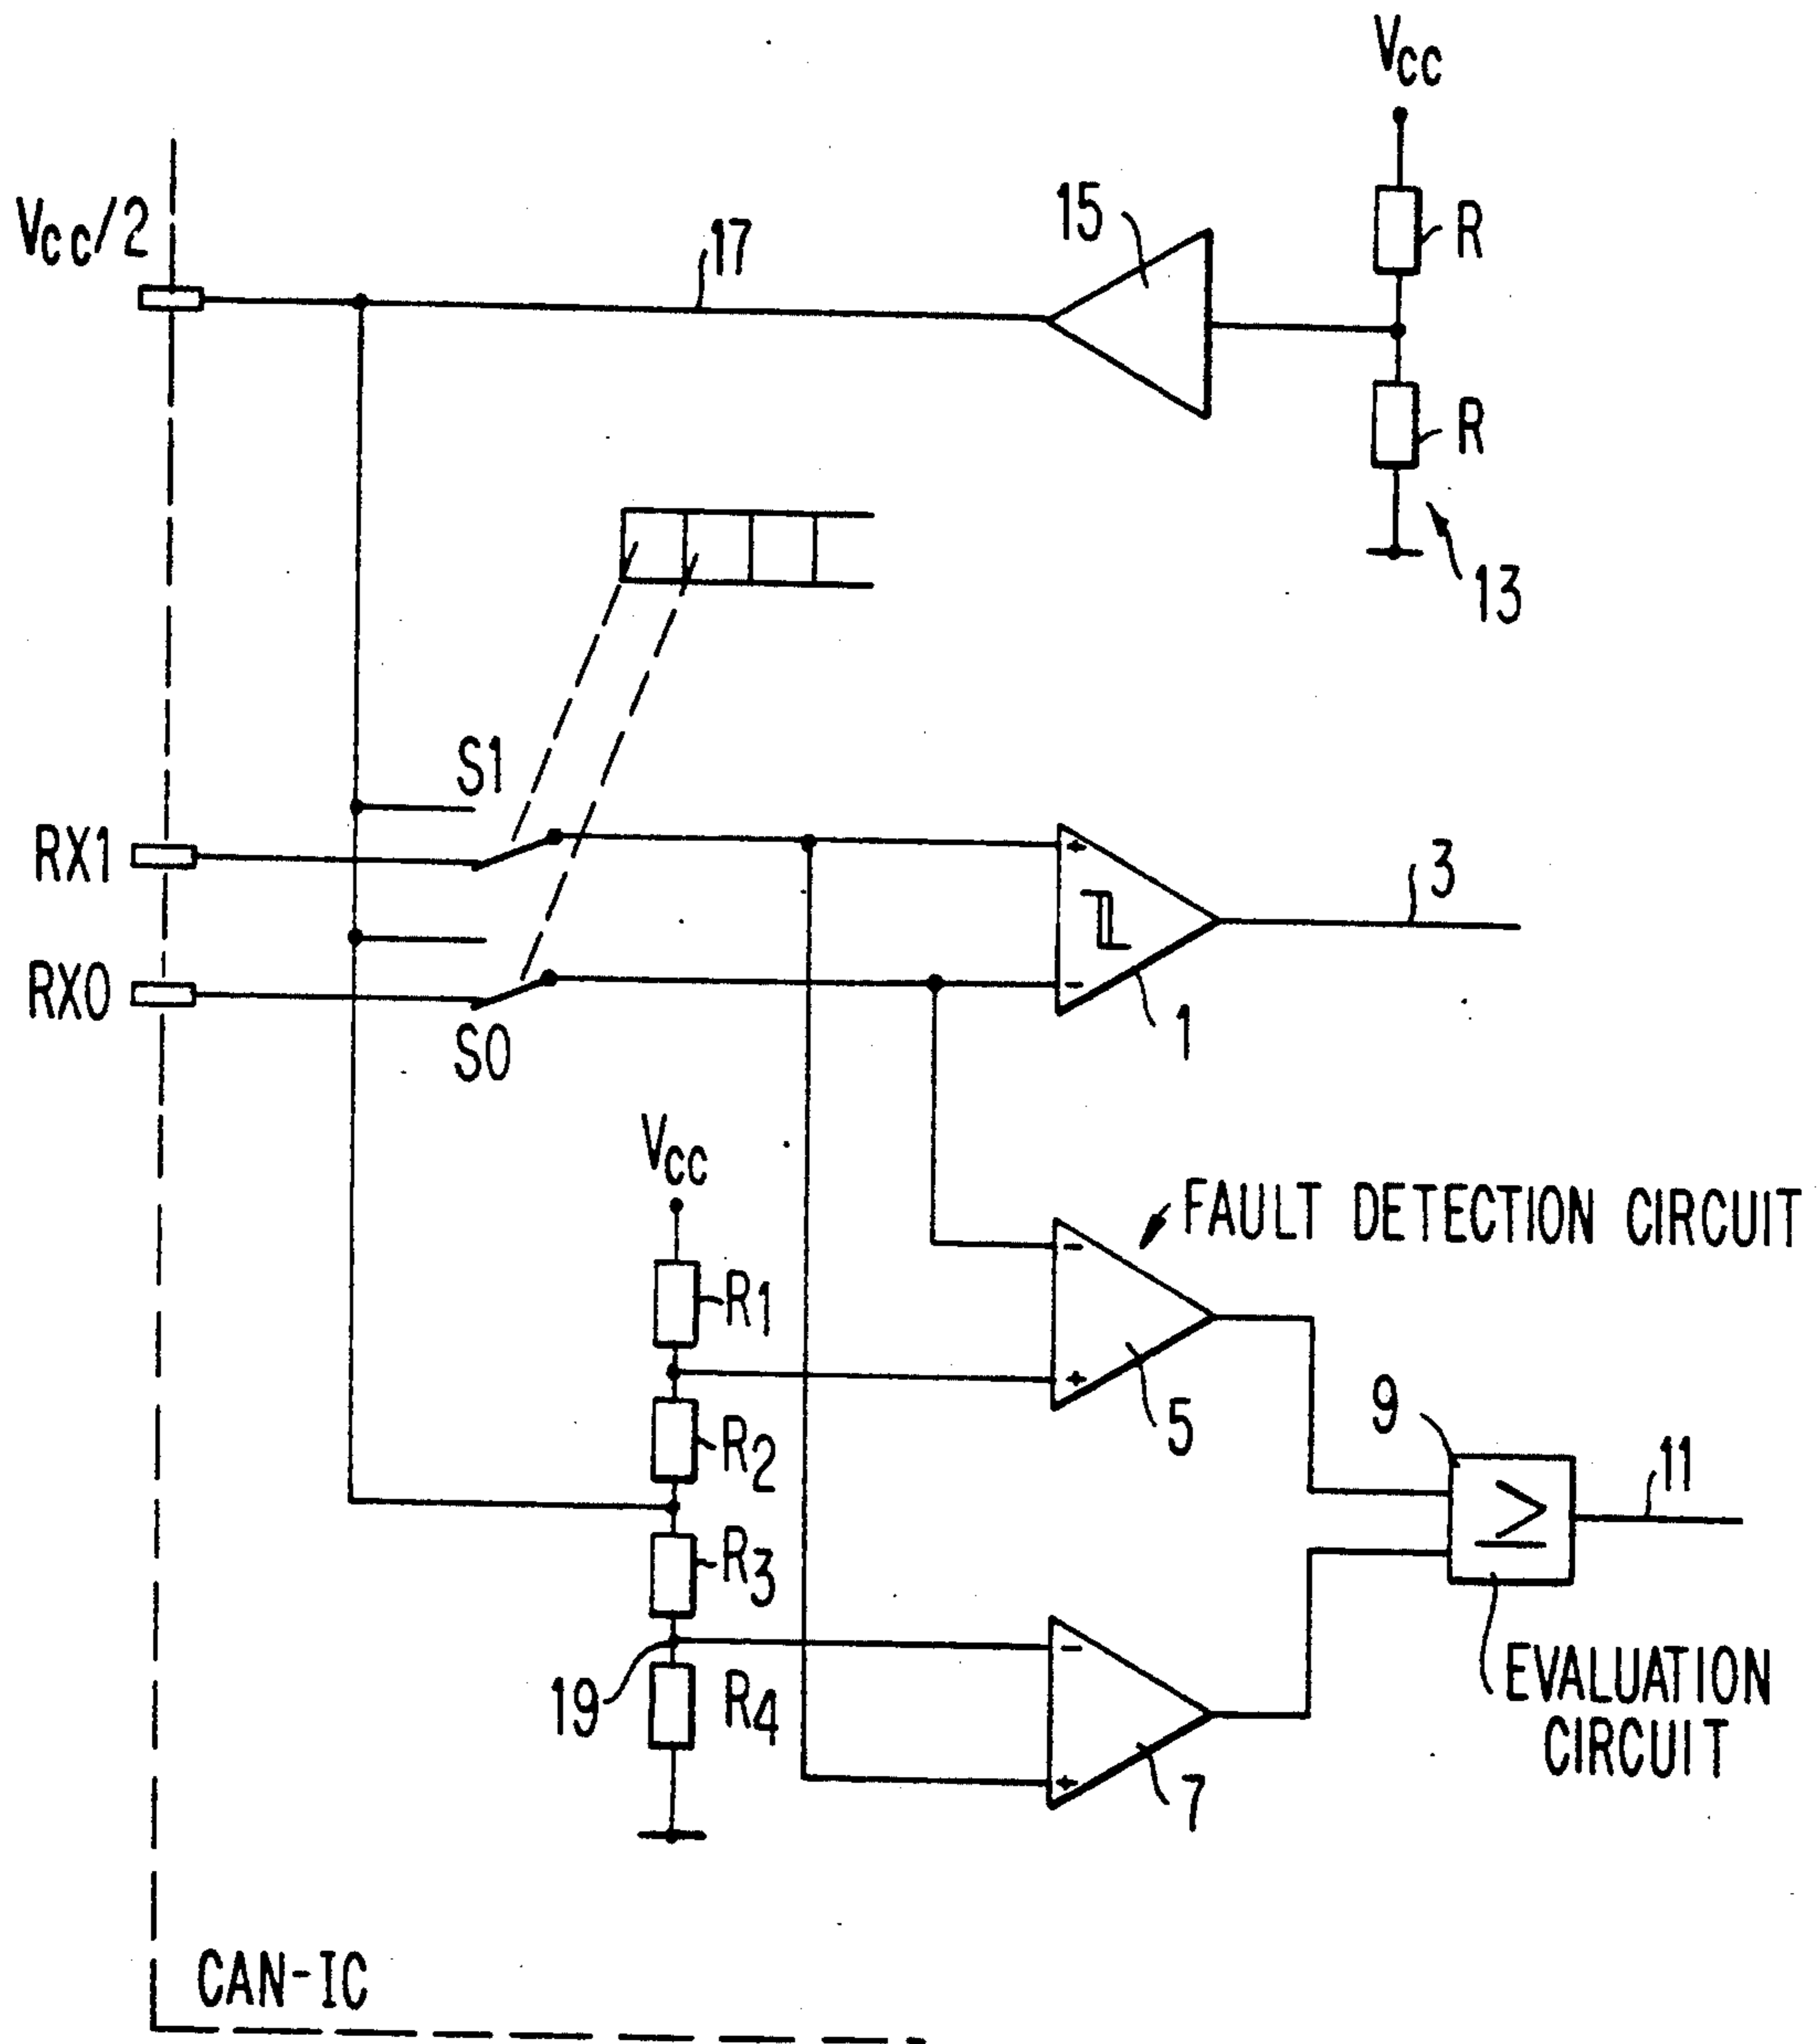 Vcc
Vcc/2
17
15
R
R
13
S1
RX1
+
3
RX0
-
S0
1
Vcc
FAULT DETECTION CIRCUIT
-
R1
+
5
R2
9
≥
11
R3
19
-
R4
EVALUATION
CIRCUIT
+
7
CAN-IC